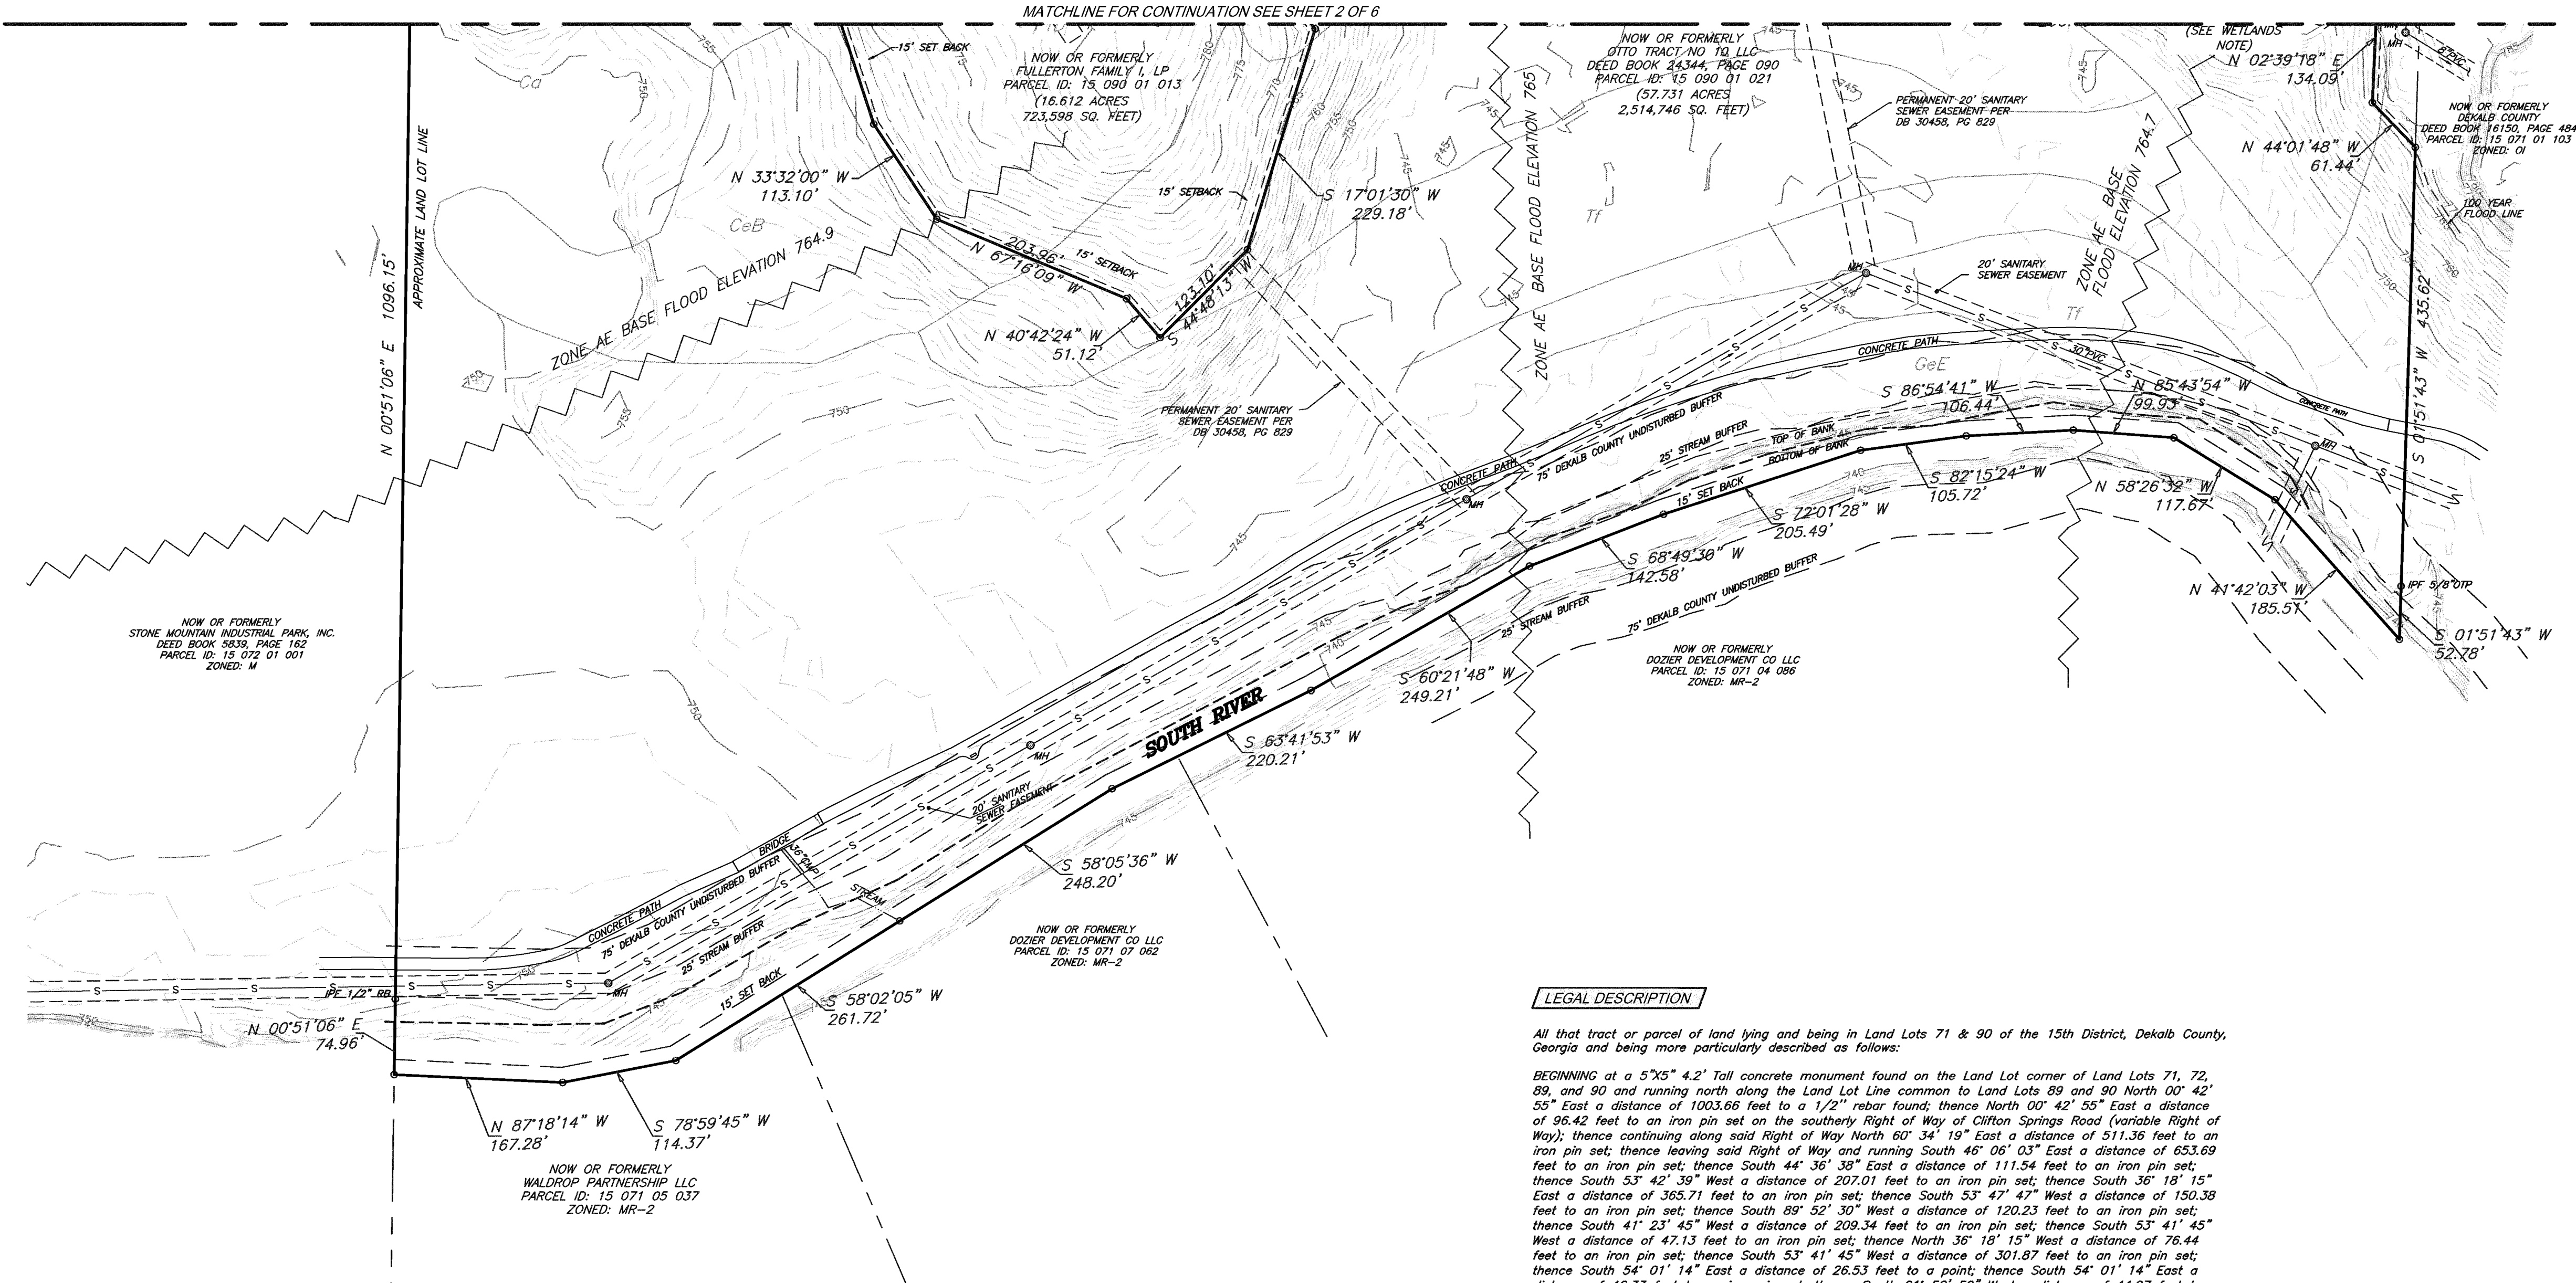 MATCHLINE FOR CONTINUATION SEE SHEET 2 OF 6
15' SET BACK
NOW OR FORMERLY
FULLERTON FAMILY I, LP
PARCEL ID: 15 090 01 013
(16.612 ACRES
723,598 SQ. FEET)
NOW OR FORMERLY
OTTO TRACT NO 10 LLC
DEED BOOK 24344, PAGE 090
PARCEL ID: 15 090 01 021
(57.731 ACRES
2,514,746 SQ. FEET)
(SEE WETLANDS
NOTE)
N 02°39'18" E
134.09'
MH
8"PVC
NOW OR FORMERLY
DEKALB COUNTY
DEED BOOK 16150, PAGE 484
PARCEL ID: 15 071 01 103
ZONED: OI
N 44°01'48" W
61.44'
100 YEAR
FLOOD LINE
PERMANENT 20' SANITARY
SEWER EASEMENT PER
DB 30458, PG 829
ZONE AE BASE FLOOD ELEVATION 765
ZONE AE BASE
FLOOD ELEVATION 764.7
ZONE AE BASE FLOOD ELEVATION 764.9
APPROXIMATE LAND LOT LINE
N 00°51'06" E 1096.15'
Ca
CeB
Tf
Tf
GeE
N 33°32'00" W
113.10'
15' SETBACK
S 17°01'30" W
229.18'
203.96'
N 67°16'09" W
15' SETBACK
123.10'
S 44°48'13" W
N 40°42'24" W
51.12'
PERMANENT 20' SANITARY
SEWER EASEMENT PER
DB 30458, PG 829
MH
20' SANITARY
SEWER EASEMENT
CONCRETE PATH
30"PVC
S 86°54'41" W
106.44'
N 85°43'54" W
99.93'
CONCRETE PATH
S 01°51'43" W 435.62'
MH
75' DEKALB COUNTY UNDISTURBED BUFFER
25' STREAM BUFFER
TOP OF BANK
BOTTOM OF BANK
CONCRETE PATH
MH
15' SET BACK
S 82°15'24" W
105.72'
N 58°26'32" W
117.67'
S 72°01'28" W
205.49'
S 68°49'30" W
142.58'
N 41°42'03" W
185.51'
IPF 5/8"OTP
S 01°51'43" W
52.78'
25' STREAM BUFFER
75' DEKALB COUNTY UNDISTURBED BUFFER
NOW OR FORMERLY
STONE MOUNTAIN INDUSTRIAL PARK, INC.
DEED BOOK 5839, PAGE 162
PARCEL ID: 15 072 01 001
ZONED: M
NOW OR FORMERLY
DOZIER DEVELOPMENT CO LLC
PARCEL ID: 15 071 04 086
ZONED: MR-2
S 60°21'48" W
249.21'
SOUTH RIVER
S 63°41'53" W
220.21'
MH
20' SANITARY
SEWER EASEMENT
BRIDGE
36"CMP
STREAM
S 58°05'36" W
248.20'
CONCRETE PATH
75' DEKALB COUNTY UNDISTURBED BUFFER
25' STREAM BUFFER
NOW OR FORMERLY
DOZIER DEVELOPMENT CO LLC
PARCEL ID: 15 071 07 062
ZONED: MR-2
IPF 1/2" RB
MH
15' SET BACK
S 58°02'05" W
261.72'
N 00°51'06" E
74.96'
N 87°18'14" W
167.28'
S 78°59'45" W
114.37'
NOW OR FORMERLY
WALDROP PARTNERSHIP LLC
PARCEL ID: 15 071 05 037
ZONED: MR-2
LEGAL DESCRIPTION
All that tract or parcel of land lying and being in Land Lots 71 & 90 of the 15th District, Dekalb County,
Georgia and being more particularly described as follows:
BEGINNING at a 5"X5" 4.2' Tall concrete monument found on the Land Lot corner of Land Lots 71, 72,
89, and 90 and running north along the Land Lot Line common to Land Lots 89 and 90 North 00° 42'
55" East a distance of 1003.66 feet to a 1/2'' rebar found; thence North 00° 42' 55" East a distance
of 96.42 feet to an iron pin set on the southerly Right of Way of Clifton Springs Road (variable Right of
Way); thence continuing along said Right of Way North 60° 34' 19" East a distance of 511.36 feet to an
iron pin set; thence leaving said Right of Way and running South 46° 06' 03" East a distance of 653.69
feet to an iron pin set; thence South 44° 36' 38" East a distance of 111.54 feet to an iron pin set;
thence South 53° 42' 39" West a distance of 207.01 feet to an iron pin set; thence South 36° 18' 15"
East a distance of 365.71 feet to an iron pin set; thence South 53° 47' 47" West a distance of 150.38
feet to an iron pin set; thence South 89° 52' 30" West a distance of 120.23 feet to an iron pin set;
thence South 41° 23' 45" West a distance of 209.34 feet to an iron pin set; thence South 53° 41' 45"
West a distance of 47.13 feet to an iron pin set; thence North 36° 18' 15" West a distance of 76.44
feet to an iron pin set; thence South 53° 41' 45" West a distance of 301.87 feet to an iron pin set;
thence South 54° 01' 14" East a distance of 26.53 feet to a point; thence South 54° 01' 14" East a